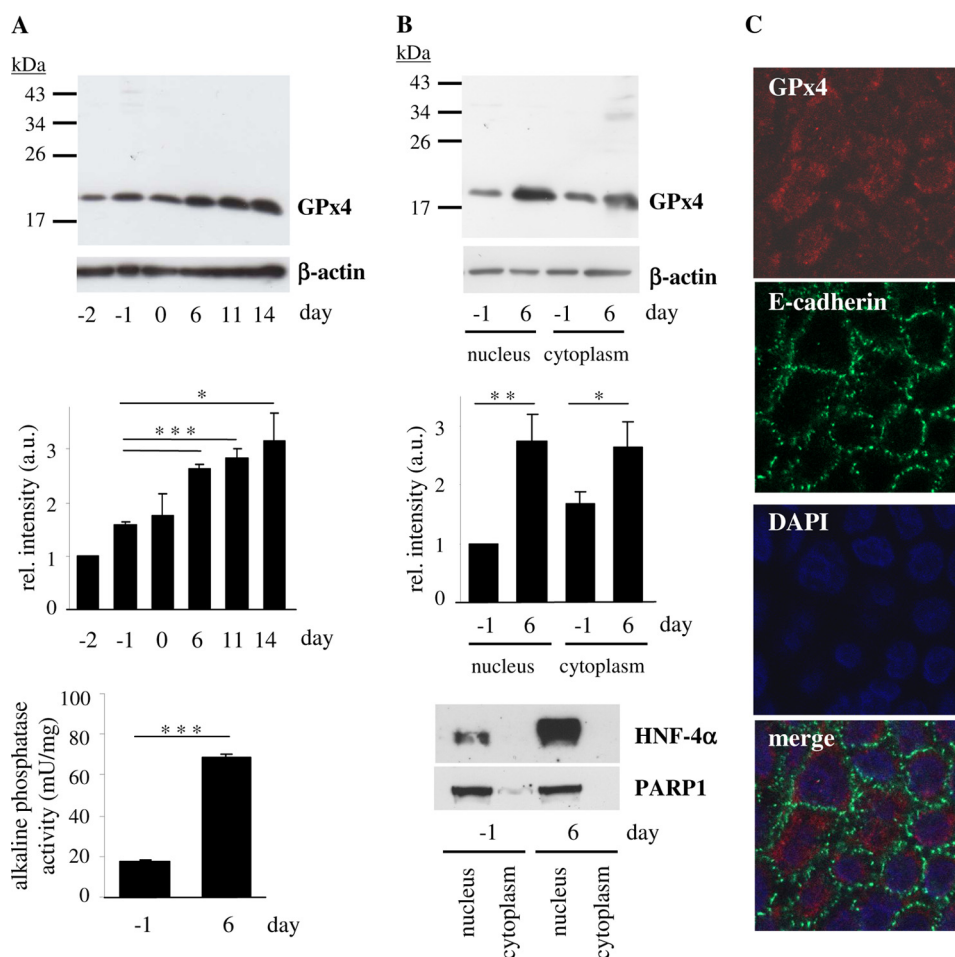 A
kDa
43
34
26
17
GPx4
β-actin
-2 -1 0 6 11 14 day
*
* * *
rel. intensity (a.u.)
3
2
1
0
-2 -1 0 6 11 14 day
* * *
alkaline phosphatase
activity (mU/mg)
80
60
40
20
0
-1 6 day
B
kDa
43
34
26
17
GPx4
β-actin
-1 6 -1 6 day
nucleus cytoplasm
* * *
rel. intensity (a.u.)
3
2
1
0
-1 6 -1 6 day
nucleus cytoplasm
HNF-4α
PARP1
-1 6 day
nucleus
cytoplasm
nucleus
cytoplasm
C
GPx4
E-cadherin
DAPI
merge